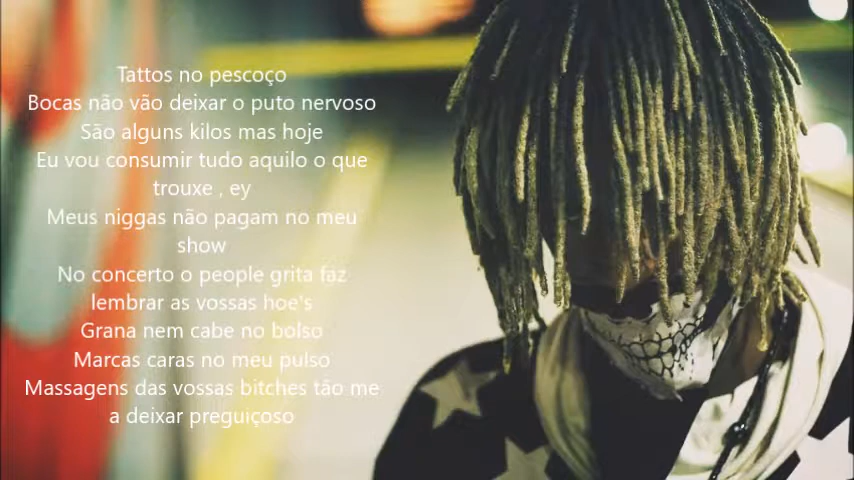 Tattos no pescoço
Bocas não vão deixar o puto nervoso
São alguns kilos mas hoje
Eu vou consumir tudo aquilo o que
trouxe , ey
Meus niggas não pagam no meu
show
No concerto o people grita faz
lembrar as vossas hoe's
Grana nem cabe no bolso
Marcas caras no meu pulso
Massagens das vossas bitches tão me
a deixar preguiçoso